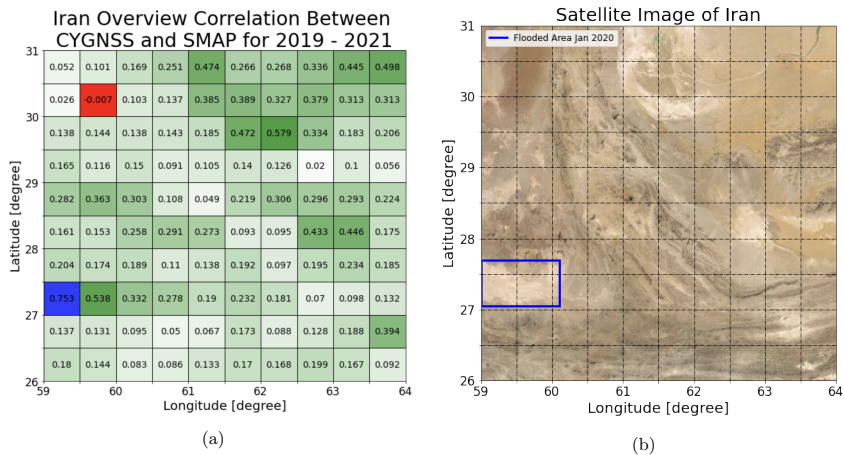 Iran Overview Correlation Between
CYGNSS and SMAP for 2019 - 2021
31
0.052 0.101 0.169 0.251 0.474 0.266 0.268 0.336 0.445 0.498
0.026 -0.007 0.103 0.137 0.385 0.389 0.327 0.379 0.313 0.313
30
0.138 0.144 0.138 0.143 0.185 0.472 0.579 0.334 0.183 0.206
0.165 0.116 0.15 0.091 0.105 0.14 0.126 0.02 0.1 0.056
29
0.282 0.363 0.303 0.108 0.049 0.219 0.306 0.296 0.293 0.224
0.161 0.153 0.258 0.291 0.273 0.093 0.095 0.433 0.446 0.175
28
0.204 0.174 0.189 0.11 0.138 0.192 0.097 0.195 0.234 0.185
0.753 0.538 0.332 0.278 0.19 0.232 0.181 0.07 0.098 0.132
27
0.137 0.131 0.095 0.05 0.067 0.173 0.088 0.128 0.188 0.394
0.18 0.144 0.083 0.086 0.133 0.17 0.168 0.199 0.167 0.092
26
59 60 61 62 63 64
Latitude [degree]
Longitude [degree]
(a)
Satellite Image of Iran
Flooded Area Jan 2020
31
30
29
28
27
26
59 60 61 62 63 64
Latitude [degree]
Longitude [degree]
(b)